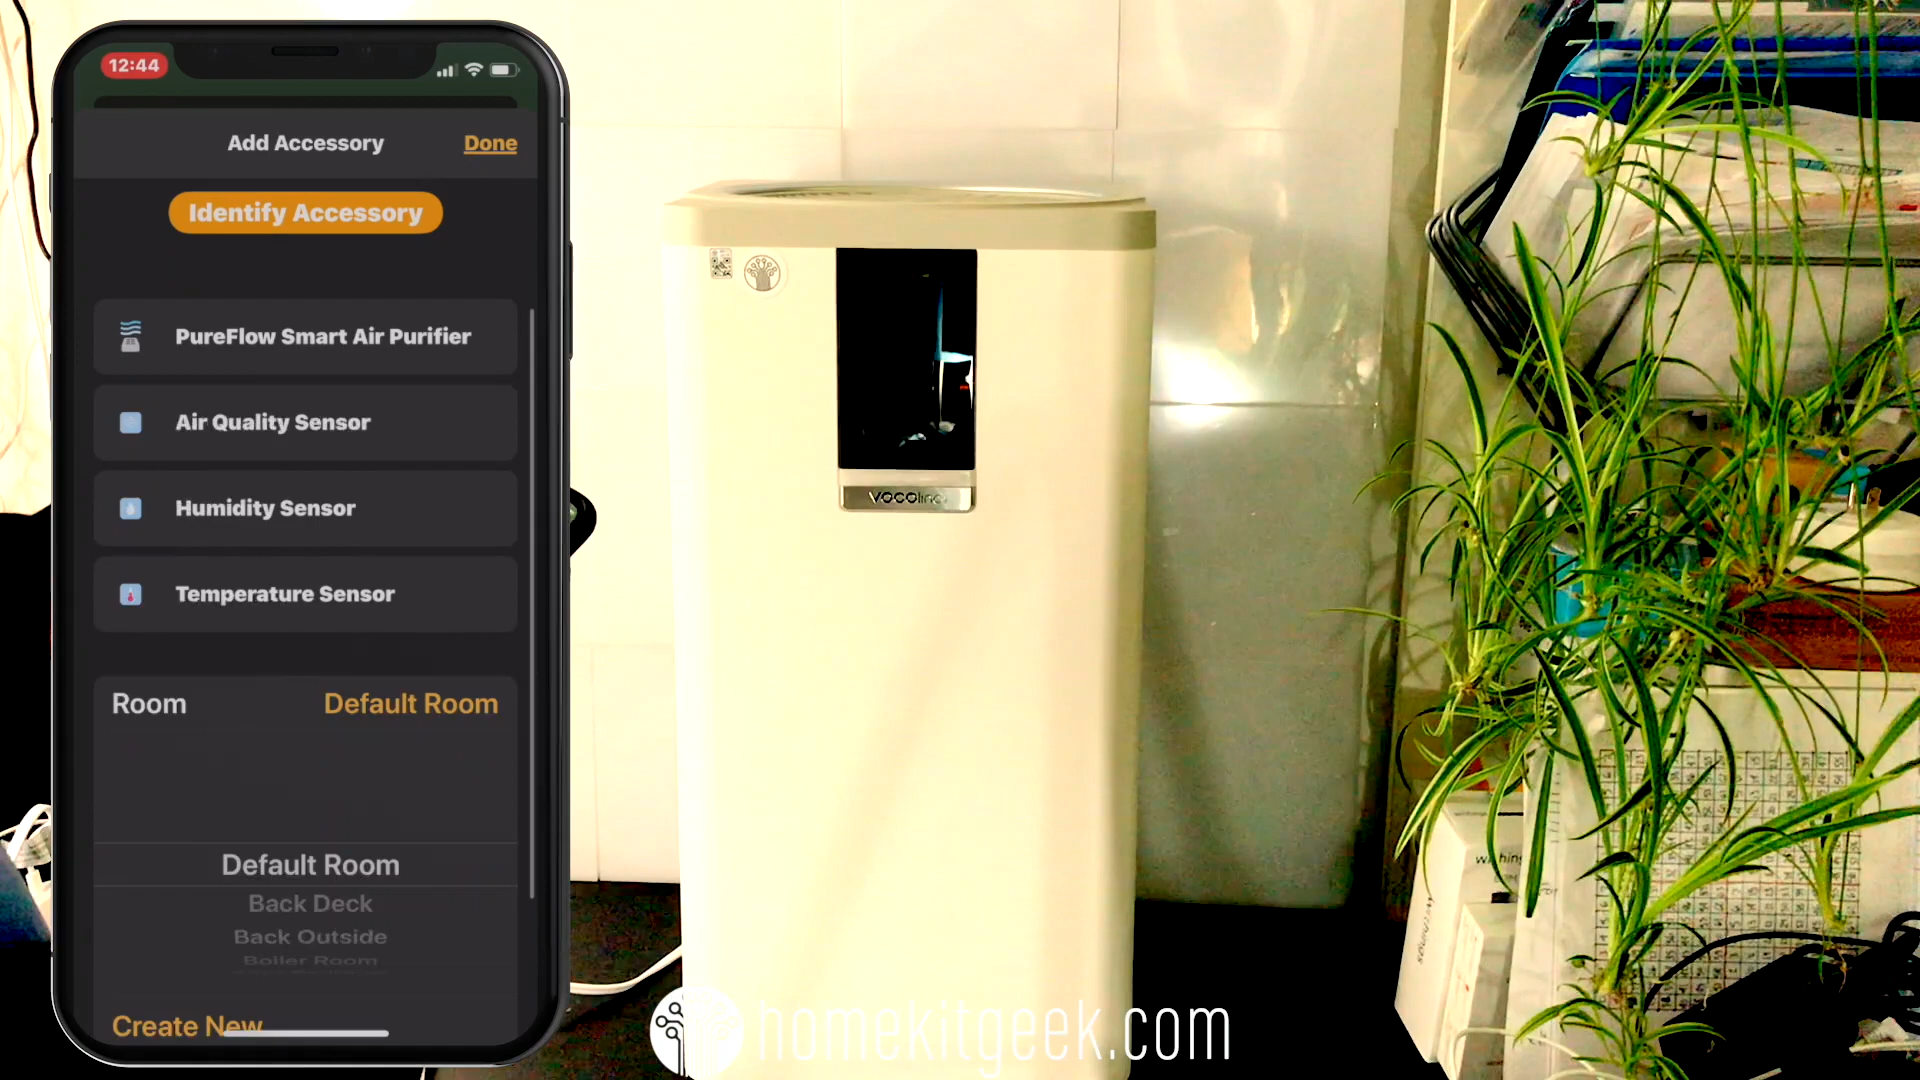 12:44
Add Accessory
Done
Identify Accessory
PureFlow Smart Air Purifier
Air Quality Sensor
Humidity Sensor
Temperature Sensor
Room
Default Room
Default Room
Back Deck
Back Outside
Boiler Room
Create New
VOCOlinc
homekitgeek.com
Withings